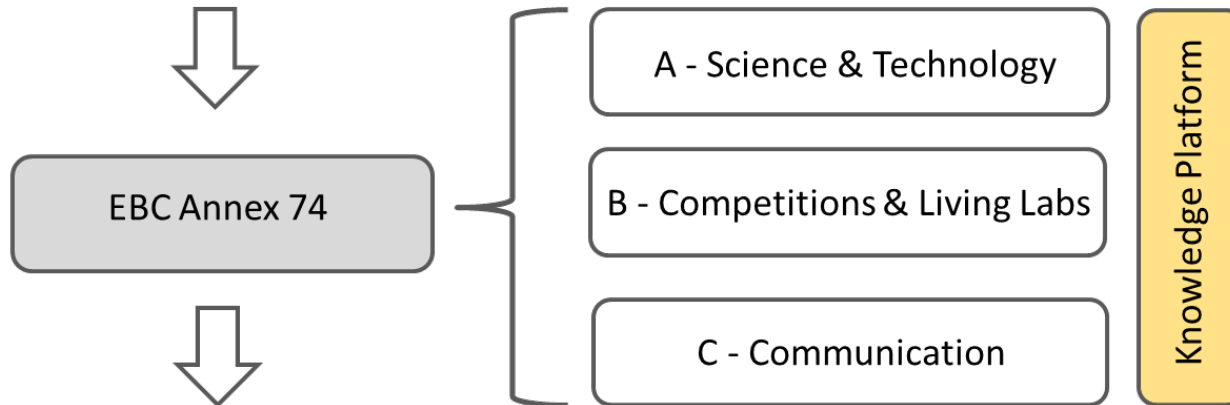 A - Science & Technology
EBC Annex 74
B - Competitions & Living Labs
C - Communication
Knowledge Platform